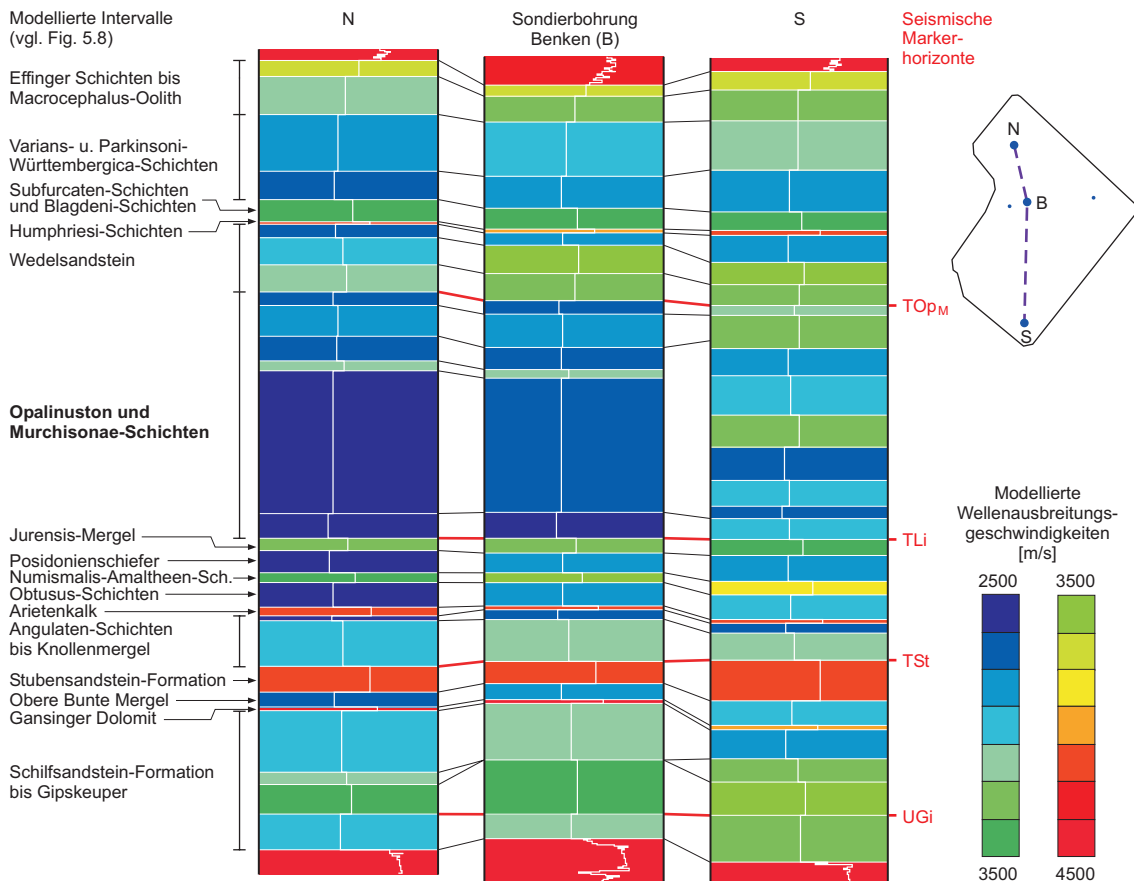 Modellierte Intervalle
(vgl. Fig. 5.8)
N
Sondierbohrung
Benken (B)
S
Seismische
Marker-
horizonte
Effinger Schichten bis
Macrocephalus-Oolith
Varians- u. Parkinsoni-
Württembergica-Schichten
Subfurcaten-Schichten
und Blagdeni-Schichten
Humphriesi-Schichten
Wedelsandstein
Opalinuston und
Murchisonae-Schichten
Jurensis-Mergel
Posidonienschiefer
Numismalis-Amaltheen-Sch.
Obtusus-Schichten
Arietenkalk
Angulaten-Schichten
bis Knollenmergel
Stubensandstein-Formation
Obere Bunte Mergel
Gansinger Dolomit
Schilfsandstein-Formation
bis Gipskeuper
TOpM
TLi
TSt
UGi
N
B
S
Modellierte
Wellenausbreitungs-
geschwindigkeiten
[m/s]
2500 3500
3500 4500